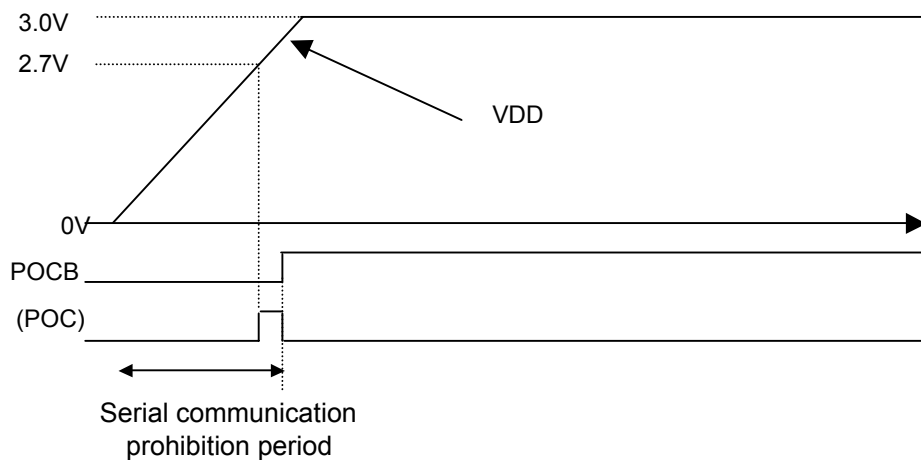 3.0V
2.7V
VDD
0V
POCB
(POC)
Serial communication
prohibition period